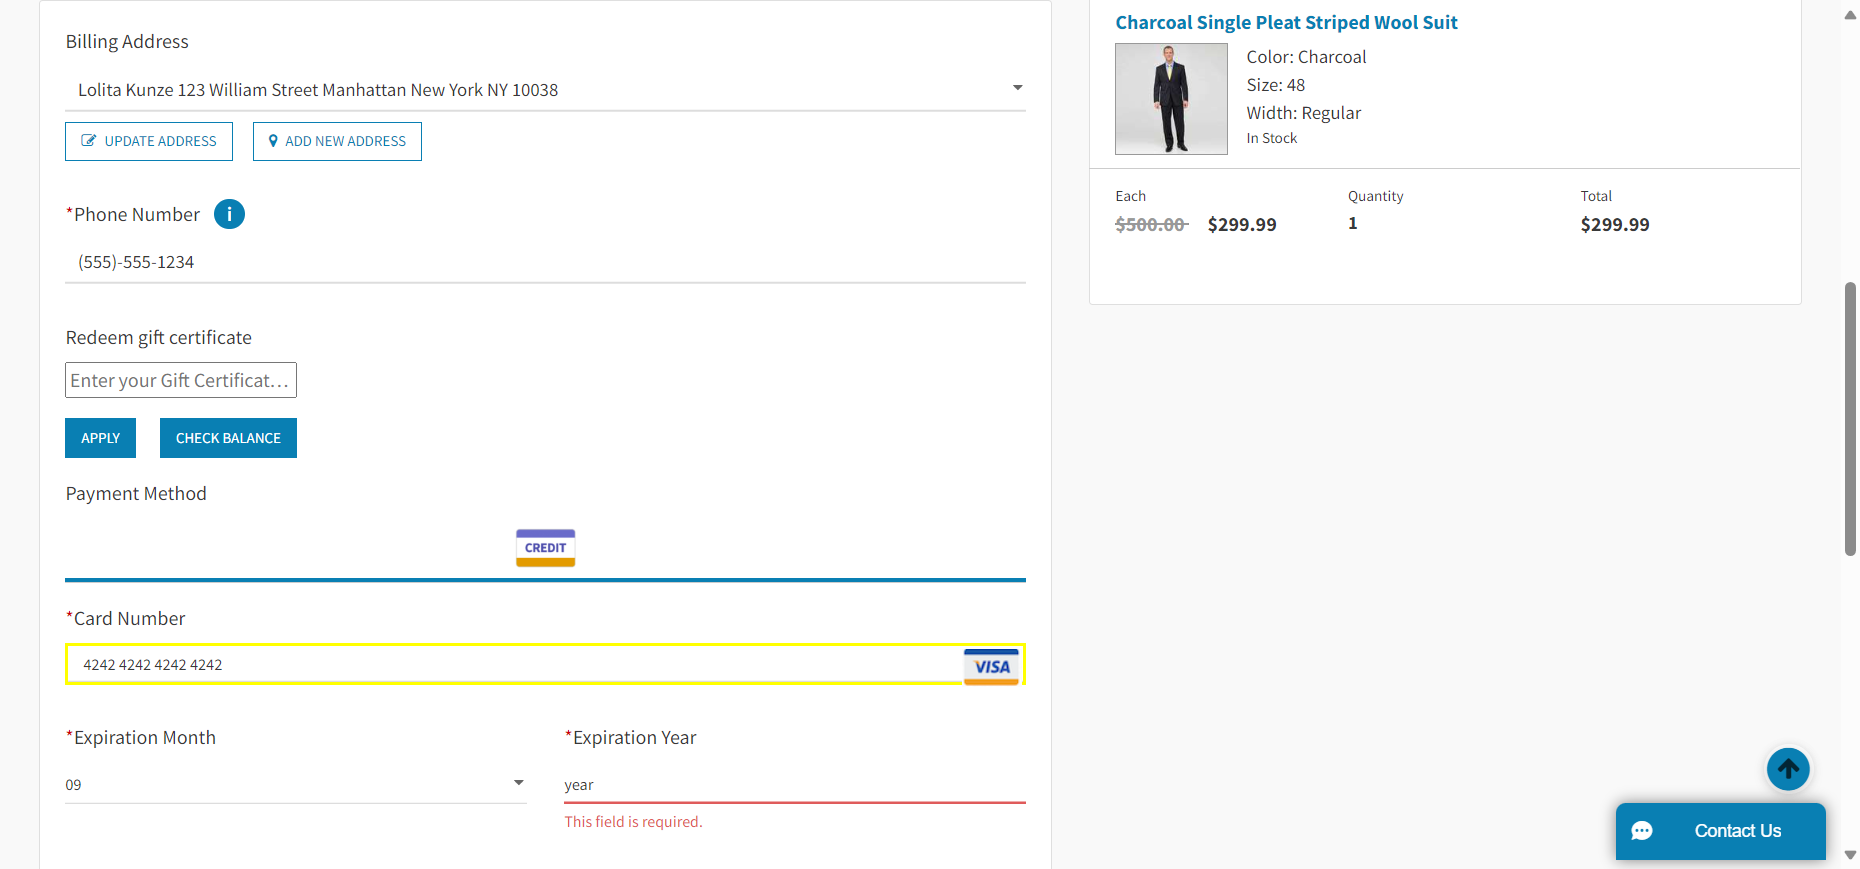 Billing Address
Lolita Kunze 123 William Street Manhattan New York NY 10038
UPDATE ADDRESS
ADD NEW ADDRESS
*Phone Number
i
(555)-555-1234
Redeem gift certificate
Enter your Gift Certificat...
APPLY
CHECK BALANCE
Payment Method
CREDIT
*Card Number
4242 4242 4242 4242
VISA
*Expiration Month
*Expiration Year
09
year
This field is required.
Charcoal Single Pleat Striped Wool Suit
Color: Charcoal
Size: 48
Width: Regular
In Stock
Each
Quantity
Total
$500.00 $299.99
1
$299.99
Contact Us